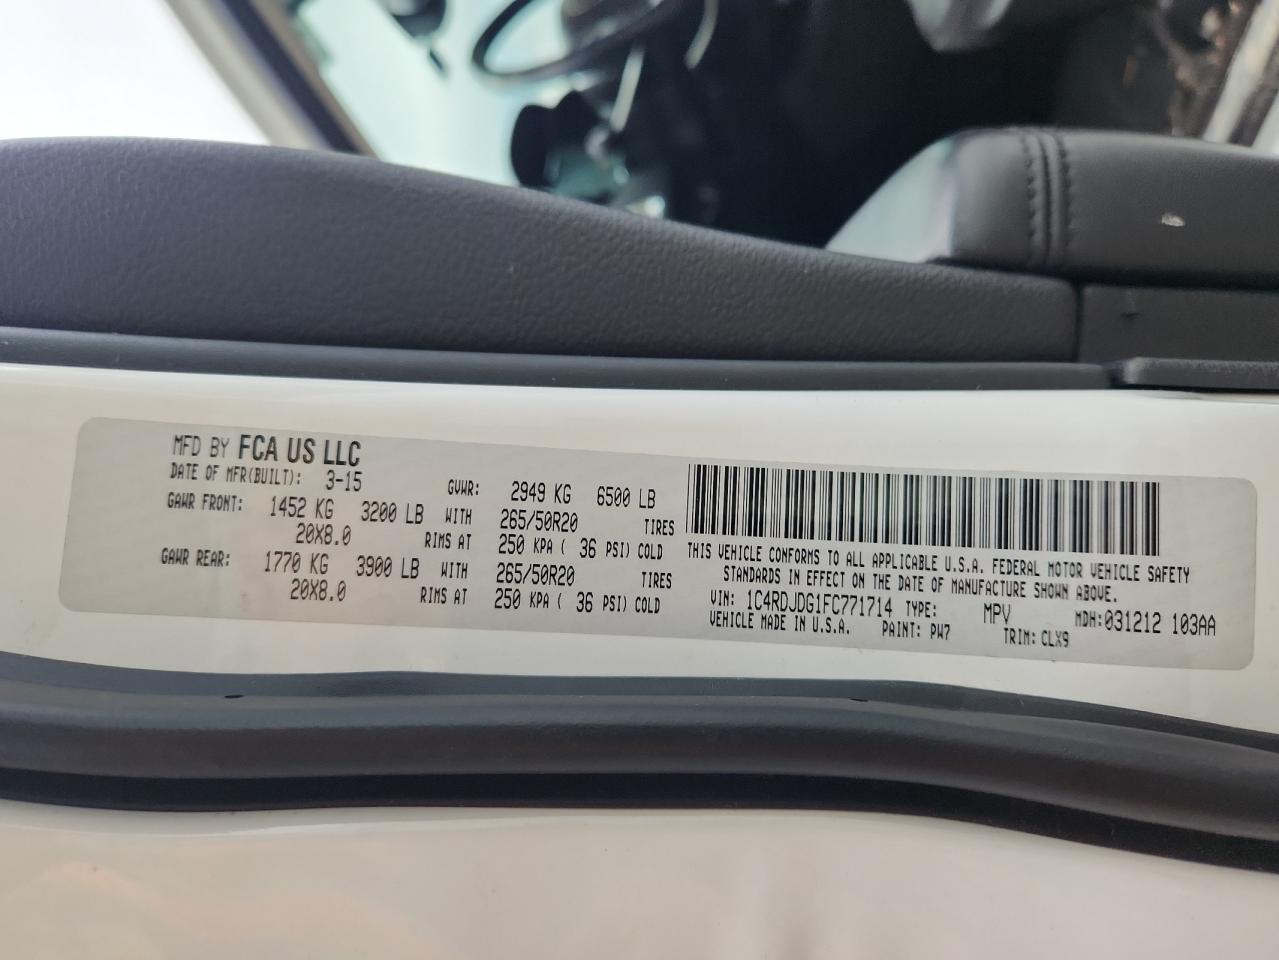 MFD BY FCA US LLC
DATE OF MFR(BUILT): 3-15 GVWR: 2949 KG 6500 LB
GAWR FRONT: 1452 KG 3200 LB WITH 265/50R20 TIRES
20X8.0 RIMS AT 250 KPA ( 36 PSI) COLD
GAWR REAR: 1770 KG 3900 LB WITH 265/50R20 TIRES
20X8.0 RIMS AT 250 KPA ( 36 PSI) COLD
THIS VEHICLE CONFORMS TO ALL APPLICABLE U.S.A. FEDERAL MOTOR VEHICLE SAFETY
STANDARDS IN EFFECT ON THE DATE OF MANUFACTURE SHOWN ABOVE.
VIN: 1C4RDJDG1FC771714 TYPE: MPV MDH:031212 103AA
VEHICLE MADE IN U.S.A. PAINT: PW7 TRIM: CLX9